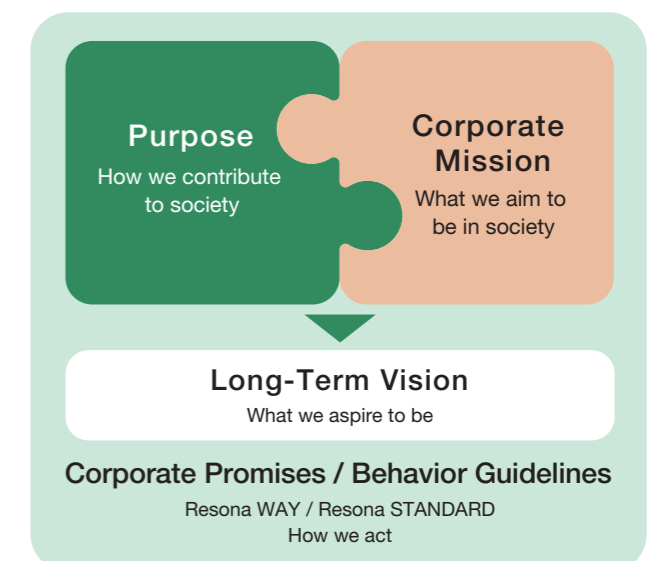 Purpose
How we contribute
to society
Corporate
Mission
What we aim to
be in society
Long-Term Vision
What we aspire to be
Corporate Promises / Behavior Guidelines
Resona WAY / Resona STANDARD
How we act